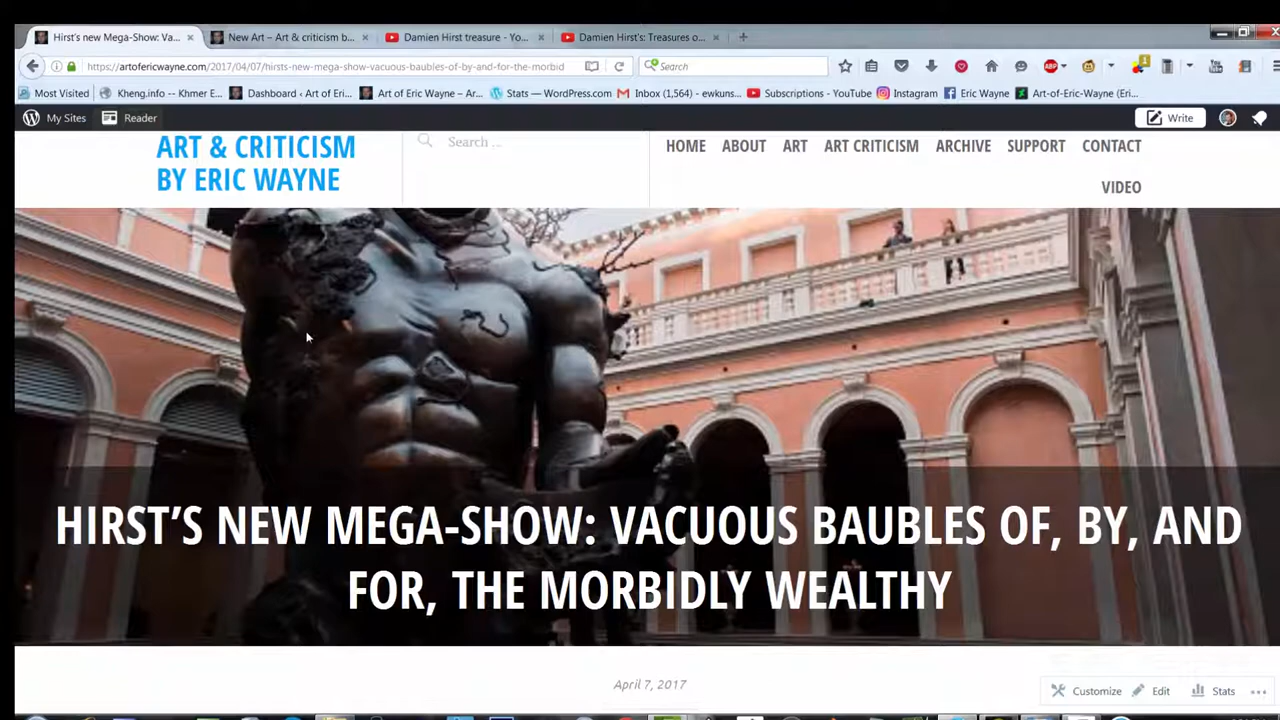 Hirst's new Mega-Show: Va...
New Art – Art & criticism b...
Damien Hirst treasure - Yo...
Damien Hirst's: Treasures o...
https://artofericwayne.com/2017/04/07/hirsts-new-mega-show-vacuous-baubles-of-by-and-for-the-morbid
Search
ABP
Most Visited
Kheng.info -- Khmer E...
Dashboard ‹ Art of Eri...
Art of Eric Wayne – Ar...
Stats — WordPress.com
Inbox (1,564) - ewkuns...
Subscriptions - YouTube
Instagram
Eric Wayne
Art-of-Eric-Wayne (Eri...
My Sites
Reader
Write
ART & CRITICISM
BY ERIC WAYNE
Search ...
HOME ABOUT ART ART CRITICISM ARCHIVE SUPPORT CONTACT
VIDEO
HIRST'S NEW MEGA-SHOW: VACUOUS BAUBLES OF, BY, AND
FOR, THE MORBIDLY WEALTHY
April 7, 2017
Customize
Edit
Stats